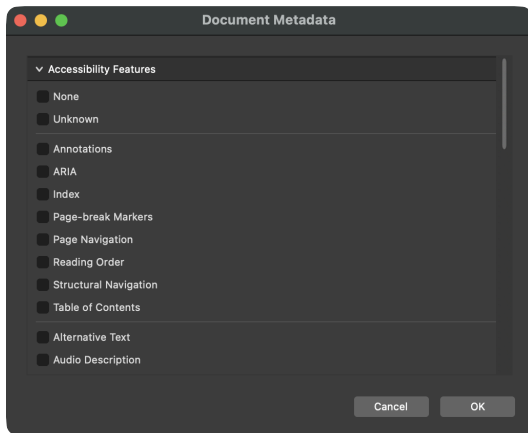 Document Metadata
Accessibility Features
None
Unknown
Annotations
ARIA
Index
Page-break Markers
Page Navigation
Reading Order
Structural Navigation
Table of Contents
Alternative Text
Audio Description
Cancel OK